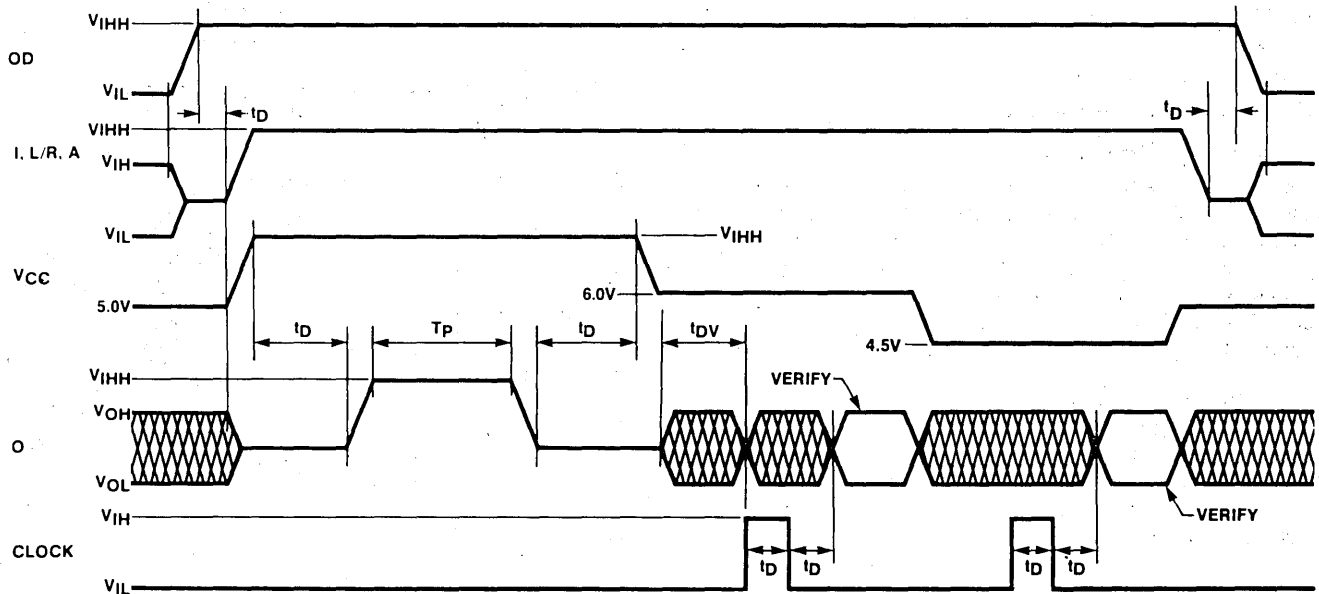 VIHH
OD
VIL
tD
tD
VIHH
I, L/R, A
VIH
VIL
VIHH
VCC
5.0V
6.0V
4.5V
tD
TP
tD
tDV
VIHH
VERIFY
VOH
O
VOL
VERIFY
VIH
CLOCK
tD
tD
tD
tD
VIL